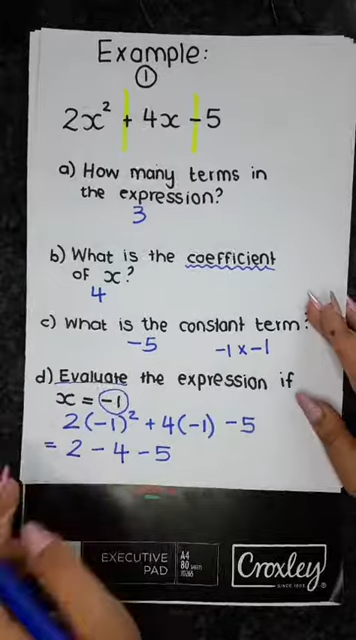 Example:
①
2x² + 4x - 5
a) How many terms in
the expression?
3
b) What is the coefficient
of x?
4
c) What is the constant term?
-5 -1 x -1
d) Evaluate the expression if
x = -1
2(-1)² + 4(-1) - 5
= 2 - 4 - 5
EXECUTIVE
PAD
A4
80
Croxley
SINCE